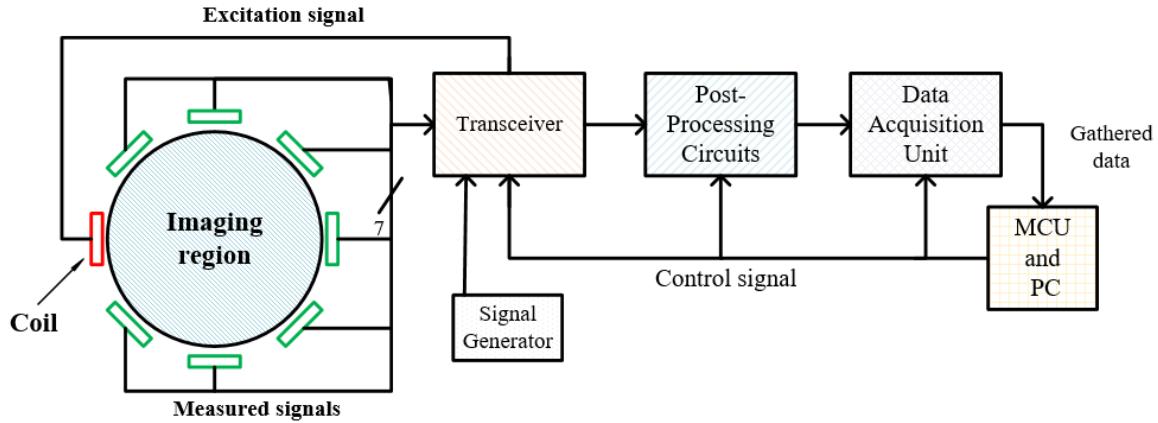 Excitation signal
Transceiver
Post-
Processing
Circuits
Data
Acquisition
Unit
Gathered
data
Imaging
region
7
MCU
and
PC
Control signal
Coil
Signal
Generator
Measured signals